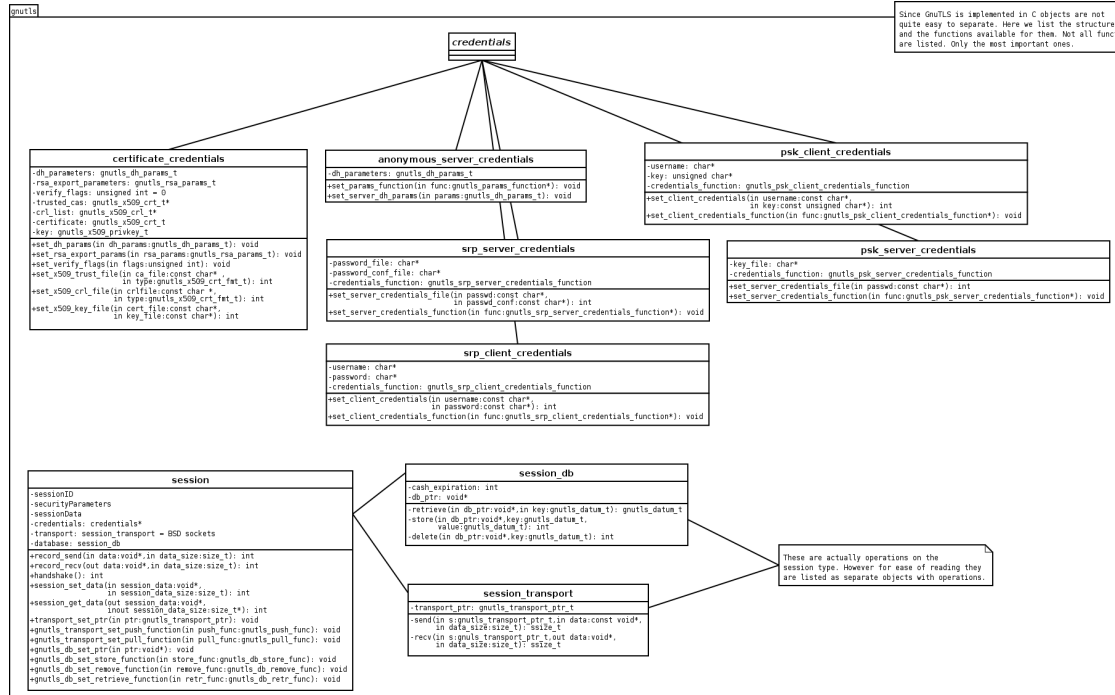 gnutls
Since GnuTLS is implemented in C objects are not
quite easy to separate. Here we list the structure
and the functions available for them. Not all func
are listed. Only the most important ones.
credentials
certificate_credentials
-dh_parameters: gnutls_dh_params_t
-rsa_export_parameters: gnutls_rsa_params_t
-verify_flags: unsigned int = 0
-trusted_cas: gnutls_x509_crt_t*
-crl_list: gnutls_x509_crl_t*
-certificate: gnutls_x509_crt_t
-key: gnutls_x509_privkey_t
+set_dh_params(in dh_params:gnutls_dh_params_t): void
+set_rsa_export_params(in rsa_params:gnutls_rsa_params_t): void
+set_verify_flags(in flags:unsigned int): void
+set_x509_trust_file(in ca_file:const char* ,
in type:gnutls_x509_crt_fmt_t): int
+set_x509_crl_file(in crlfile:const char *,
in type:gnutls_x509_crt_fmt_t): int
+set_x509_key_file(in cert_file:const char*,
in key_file:const char*): int
anonymous_server_credentials
-dh_parameters: gnutls_dh_params_t
+set_params_function(in func:gnutls_params_function*): void
+set_server_dh_params(in params:gnutls_dh_params_t): void
psk_client_credentials
-username: char*
-key: unsigned char*
-credentials_function: gnutls_psk_client_credentials_function
+set_client_credentials(in username:const char*,
in key:const unsigned char*): int
+set_client_credentials_function(in func:gnutls_psk_client_credentials_function*): void
srp_server_credentials
-password_file: char*
-password_conf_file: char*
-credentials_function: gnutls_srp_server_credentials_function
+set_server_credentials_file(in passwd:const char*,
in passwd_conf:const char*): int
+set_server_credentials_function(in func:gnutls_srp_server_credentials_function*): void
psk_server_credentials
-key_file: char*
-credentials_function: gnutls_psk_server_credentials_function
+set_server_credentials_file(in passwd:const char*): int
+set_server_credentials_function(in func:gnutls_psk_server_credentials_function*): void
srp_client_credentials
-username: char*
-password: char*
-credentials_function: gnutls_srp_client_credentials_function
+set_client_credentials(in username:const char*,
in password:const char*): int
+set_client_credentials_function(in func:gnutls_srp_client_credentials_function*): void
session
-sessionID
-securityParameters
-sessionData
-credentials: credentials*
-transport: session_transport = BSD sockets
-database: session_db
+record_send(in data:void*,in data_size:size_t): int
+record_recv(out data:void*,in data_size:size_t): int
+handshake(): int
+session_set_data(in session_data:void*,
in session_data_size:size_t): int
+session_get_data(out session_data:void*,
inout session_data_size:size_t*): int
+transport_set_ptr(in ptr:gnutls_transport_ptr): void
+gnutls_transport_set_push_function(in push_func:gnutls_push_func): void
+gnutls_transport_set_pull_function(in pull_func:gnutls_pull_func): void
+gnutls_db_set_ptr(in ptr:void*): void
+gnutls_db_set_store_function(in store_func:gnutls_db_store_func): void
+gnutls_db_set_remove_function(in remove_func:gnutls_db_remove_func): void
+gnutls_db_set_retrieve_function(in retr_func:gnutls_db_retr_func): void
session_db
-cash_expiration: int
-db_ptr: void*
-retrieve(in db_ptr:void*,in key:gnutls_datum_t): gnutls_datum_t
-store(in db_ptr:void*,key:gnutls_datum_t,
value:gnutls_datum_t): int
-delete(in db_ptr:void*,key:gnutls_datum_t): int
session_transport
-transport_ptr: gnutls_transport_ptr_t
-send(in s:gnutls_transport_ptr_t,in data:const void*,
in data_size:size_t): ssize_t
-recv(in s:gnuls_transport_ptr_t,out data:void*,
in data_size:size_t): ssize_t
These are actually operations on the
session type. However for ease of reading they
are listed as separate objects with operations.